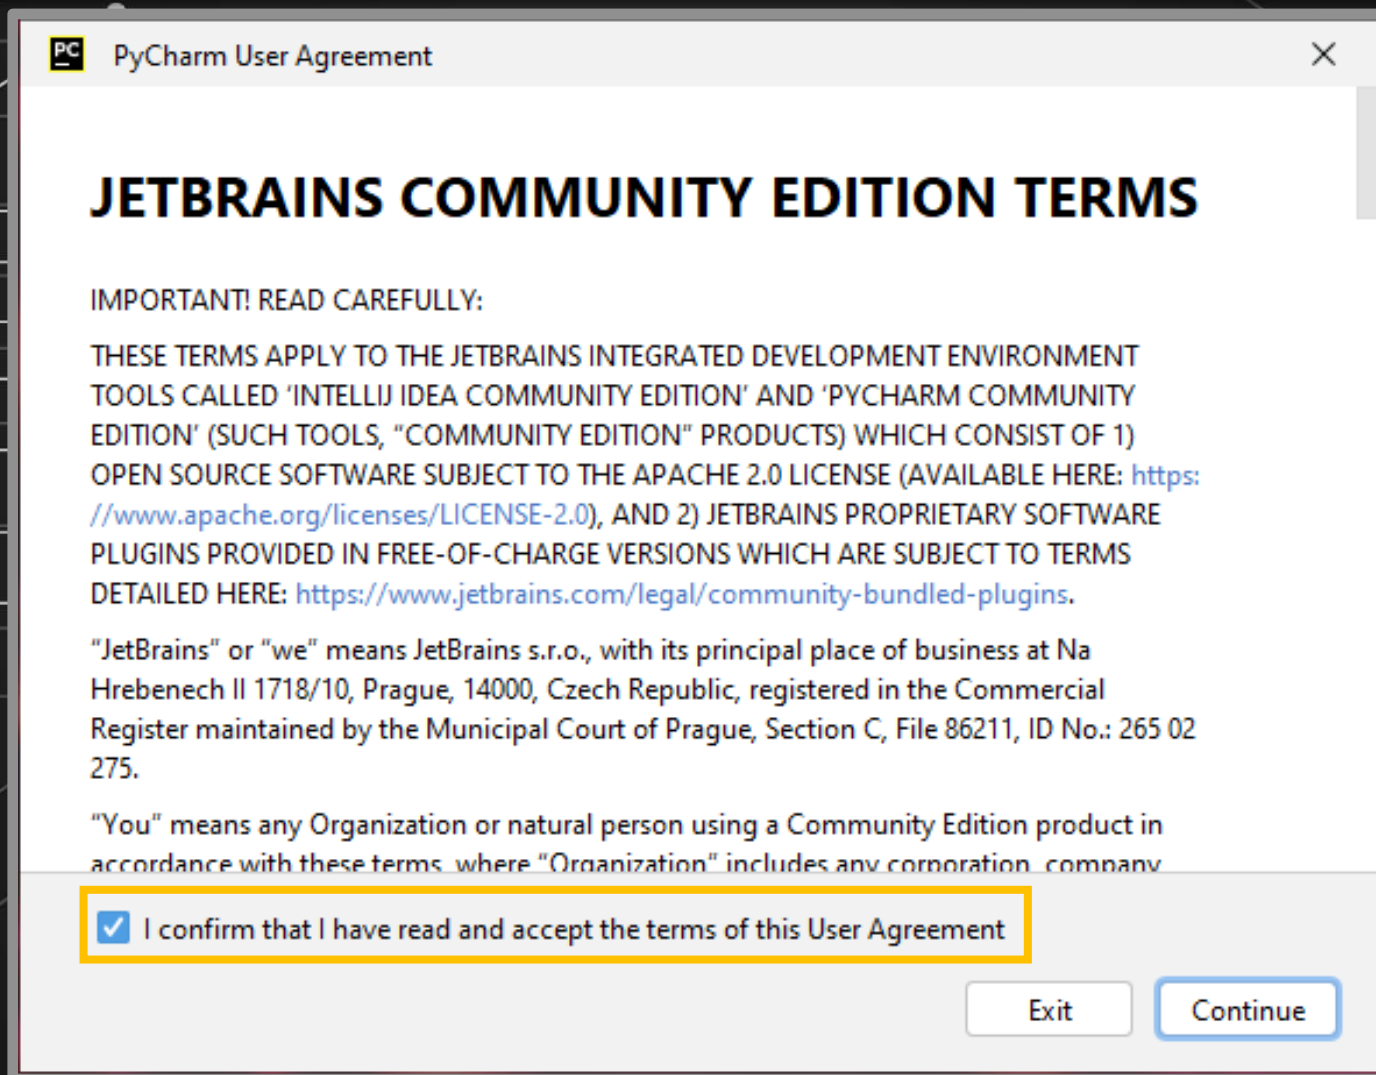 PC
PyCharm User Agreement
JETBRAINS COMMUNITY EDITION TERMS
IMPORTANT! READ CAREFULLY:
THESE TERMS APPLY TO THE JETBRAINS INTEGRATED DEVELOPMENT ENVIRONMENT
TOOLS CALLED ‘INTELLIJ IDEA COMMUNITY EDITION’ AND ‘PYCHARM COMMUNITY
EDITION’ (SUCH TOOLS, “COMMUNITY EDITION” PRODUCTS) WHICH CONSIST OF 1)
OPEN SOURCE SOFTWARE SUBJECT TO THE APACHE 2.0 LICENSE (AVAILABLE HERE: https:
//www.apache.org/licenses/LICENSE-2.0), AND 2) JETBRAINS PROPRIETARY SOFTWARE
PLUGINS PROVIDED IN FREE-OF-CHARGE VERSIONS WHICH ARE SUBJECT TO TERMS
DETAILED HERE: https://www.jetbrains.com/legal/community-bundled-plugins.
“JetBrains” or “we” means JetBrains s.r.o., with its principal place of business at Na
Hrebenech II 1718/10, Prague, 14000, Czech Republic, registered in the Commercial
Register maintained by the Municipal Court of Prague, Section C, File 86211, ID No.: 265 02
275.
“You” means any Organization or natural person using a Community Edition product in
accordance with these terms, where “Organization” includes any corporation, company
I confirm that I have read and accept the terms of this User Agreement
Exit
Continue